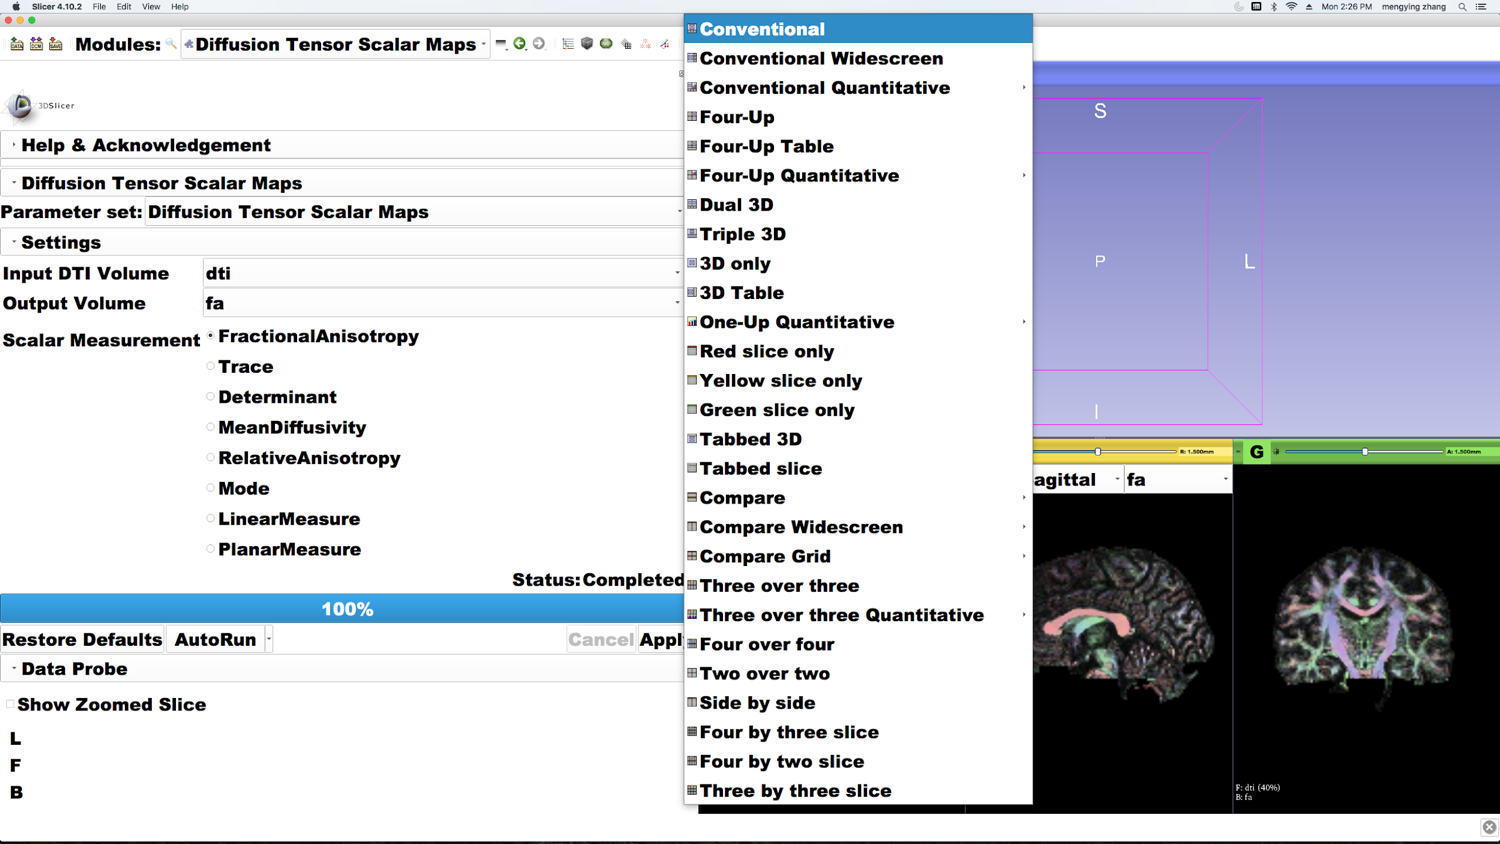 Slicer 4.10.2 File Edit View Help
Mon 2:26 PM mengying zhang
DATA DCM SAVE Modules: Diffusion Tensor Scalar Maps
3DSlicer
Help & Acknowledgement
Diffusion Tensor Scalar Maps
Parameter set: Diffusion Tensor Scalar Maps
Settings
Input DTI Volume dti
Output Volume fa
Scalar Measurement FractionalAnisotropy
Trace
Determinant
MeanDiffusivity
RelativeAnisotropy
Mode
LinearMeasure
PlanarMeasure
Status:Completed
100%
Restore Defaults AutoRun Cancel Apply
Data Probe
Show Zoomed Slice
L
F
B
Conventional
Conventional Widescreen
Conventional Quantitative
Four-Up
Four-Up Table
Four-Up Quantitative
Dual 3D
Triple 3D
3D only
3D Table
One-Up Quantitative
Red slice only
Yellow slice only
Green slice only
Tabbed 3D
Tabbed slice
Compare
Compare Widescreen
Compare Grid
Three over three
Three over three Quantitative
Four over four
Two over two
Side by side
Four by three slice
Four by two slice
Three by three slice
S
P
L
I
R: 1.500mm
G A: 1.500mm
agittal fa
F: dti (40%)
B: fa